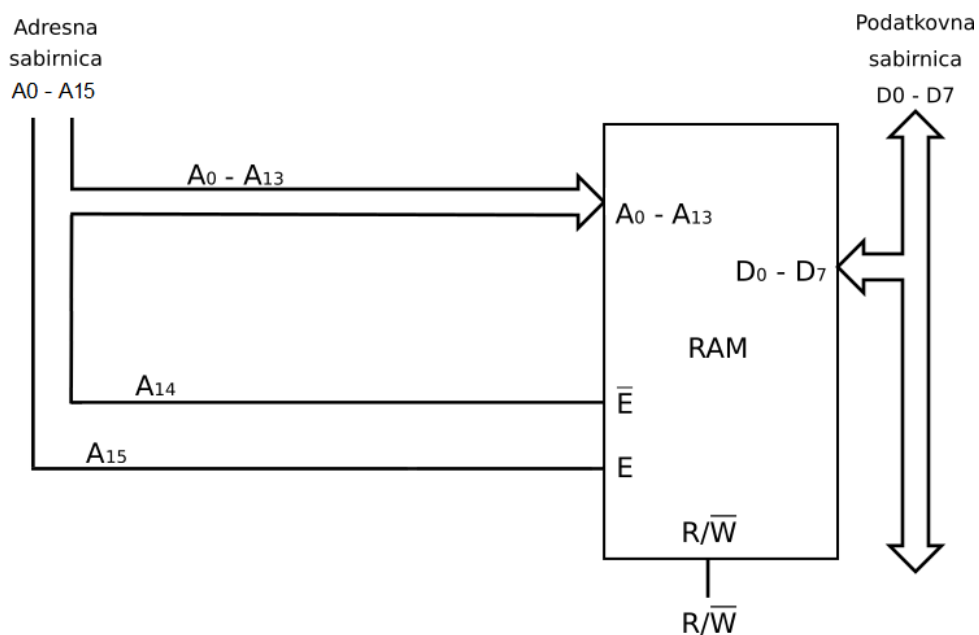 Adresna
sabirnica
A0 - A15
Podatkovna
sabirnica
D0 - D7
A₀ - A₁₃
A₀ - A₁₃
D₀ - D₇
RAM
A₁₄
E̅
A₁₅
E
R/W̅
R/W̅